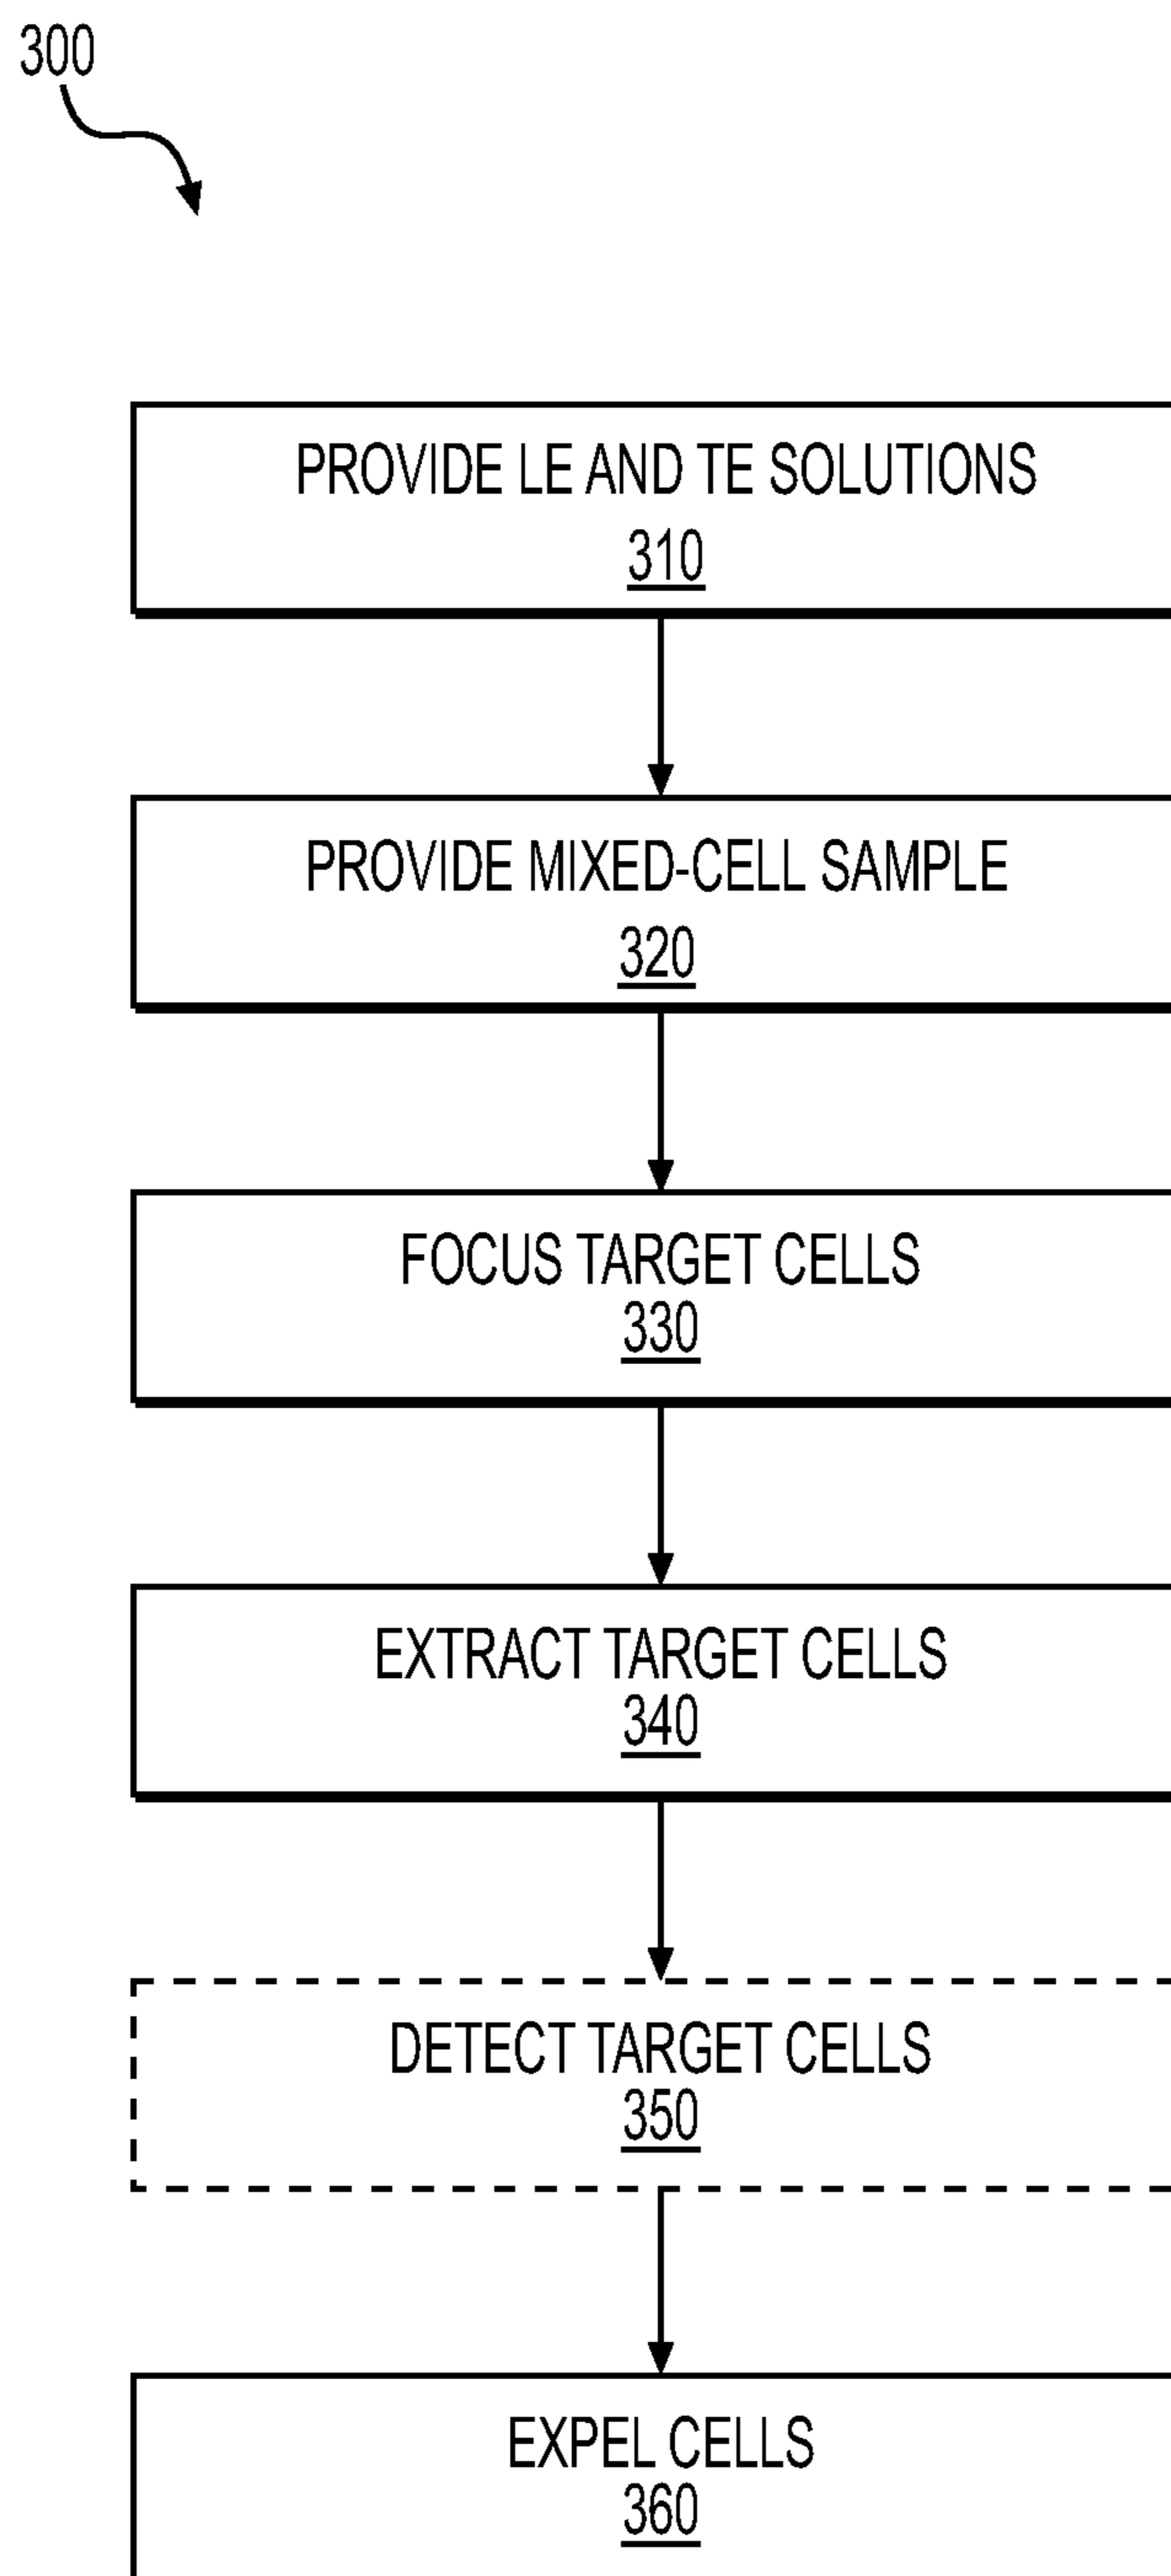 300
PROVIDE LE AND TE SOLUTIONS
310
PROVIDE MIXED-CELL SAMPLE
320
FOCUS TARGET CELLS
330
EXTRACT TARGET CELLS
340
DETECT TARGET CELLS
350
EXPEL CELLS
360